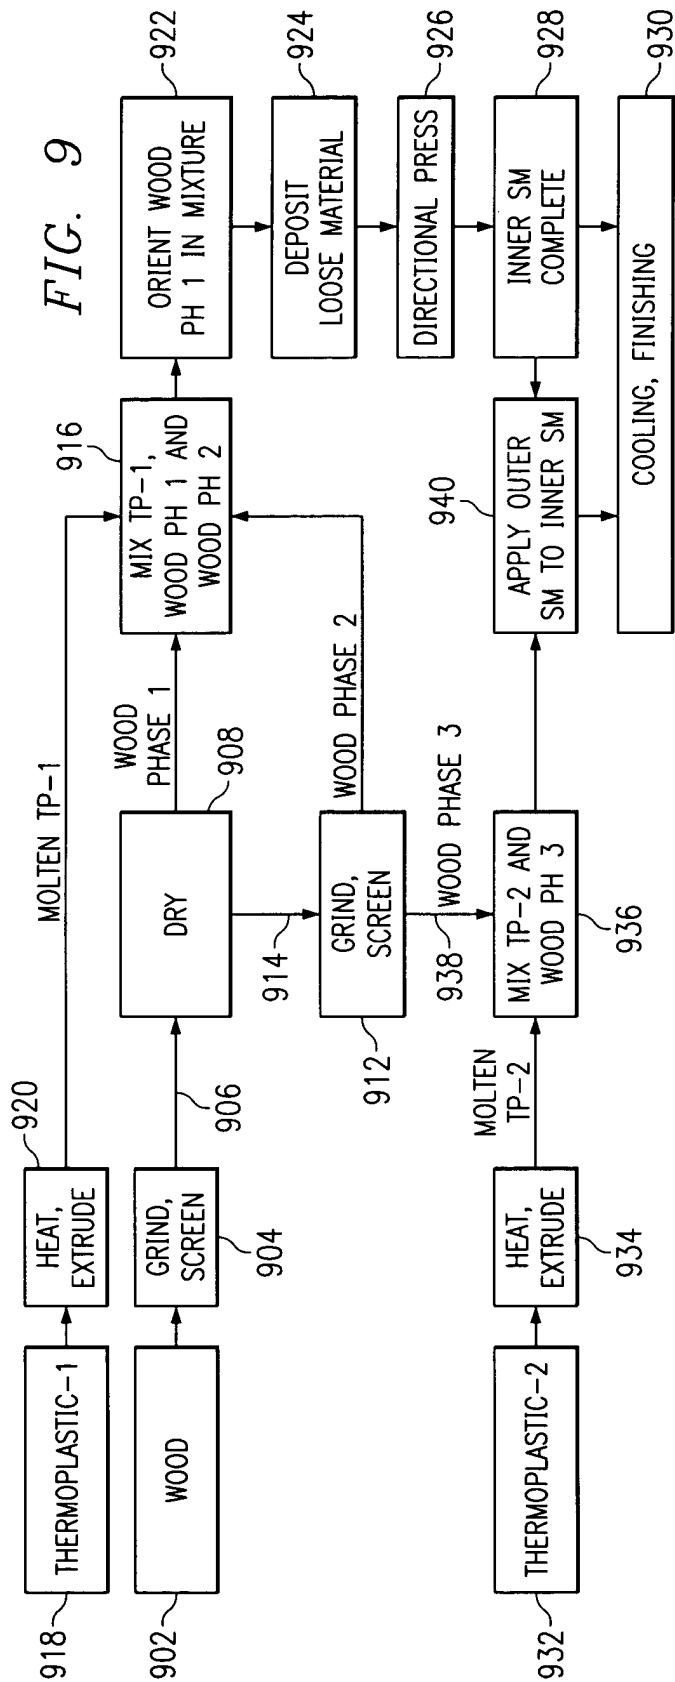 FIG. 9
918
THERMOPLASTIC-1
920
HEAT,
EXTRUDE
MOLTEN TP-1
902
WOOD
904
GRIND,
SCREEN
906
908
DRY
WOOD
PHASE 1
916
MIX TP-1,
WOOD PH 1 AND
WOOD PH 2
922
ORIENT WOOD
PH 1 IN MIXTURE
914
912
GRIND,
SCREEN
WOOD PHASE 2
924
DEPOSIT
LOOSE MATERIAL
926
DIRECTIONAL PRESS
938
WOOD PHASE 3
932
THERMOPLASTIC-2
934
HEAT,
EXTRUDE
MOLTEN
TP-2
936
MIX TP-2 AND
WOOD PH 3
940
APPLY OUTER
SM TO INNER SM
928
INNER SM
COMPLETE
930
COOLING, FINISHING